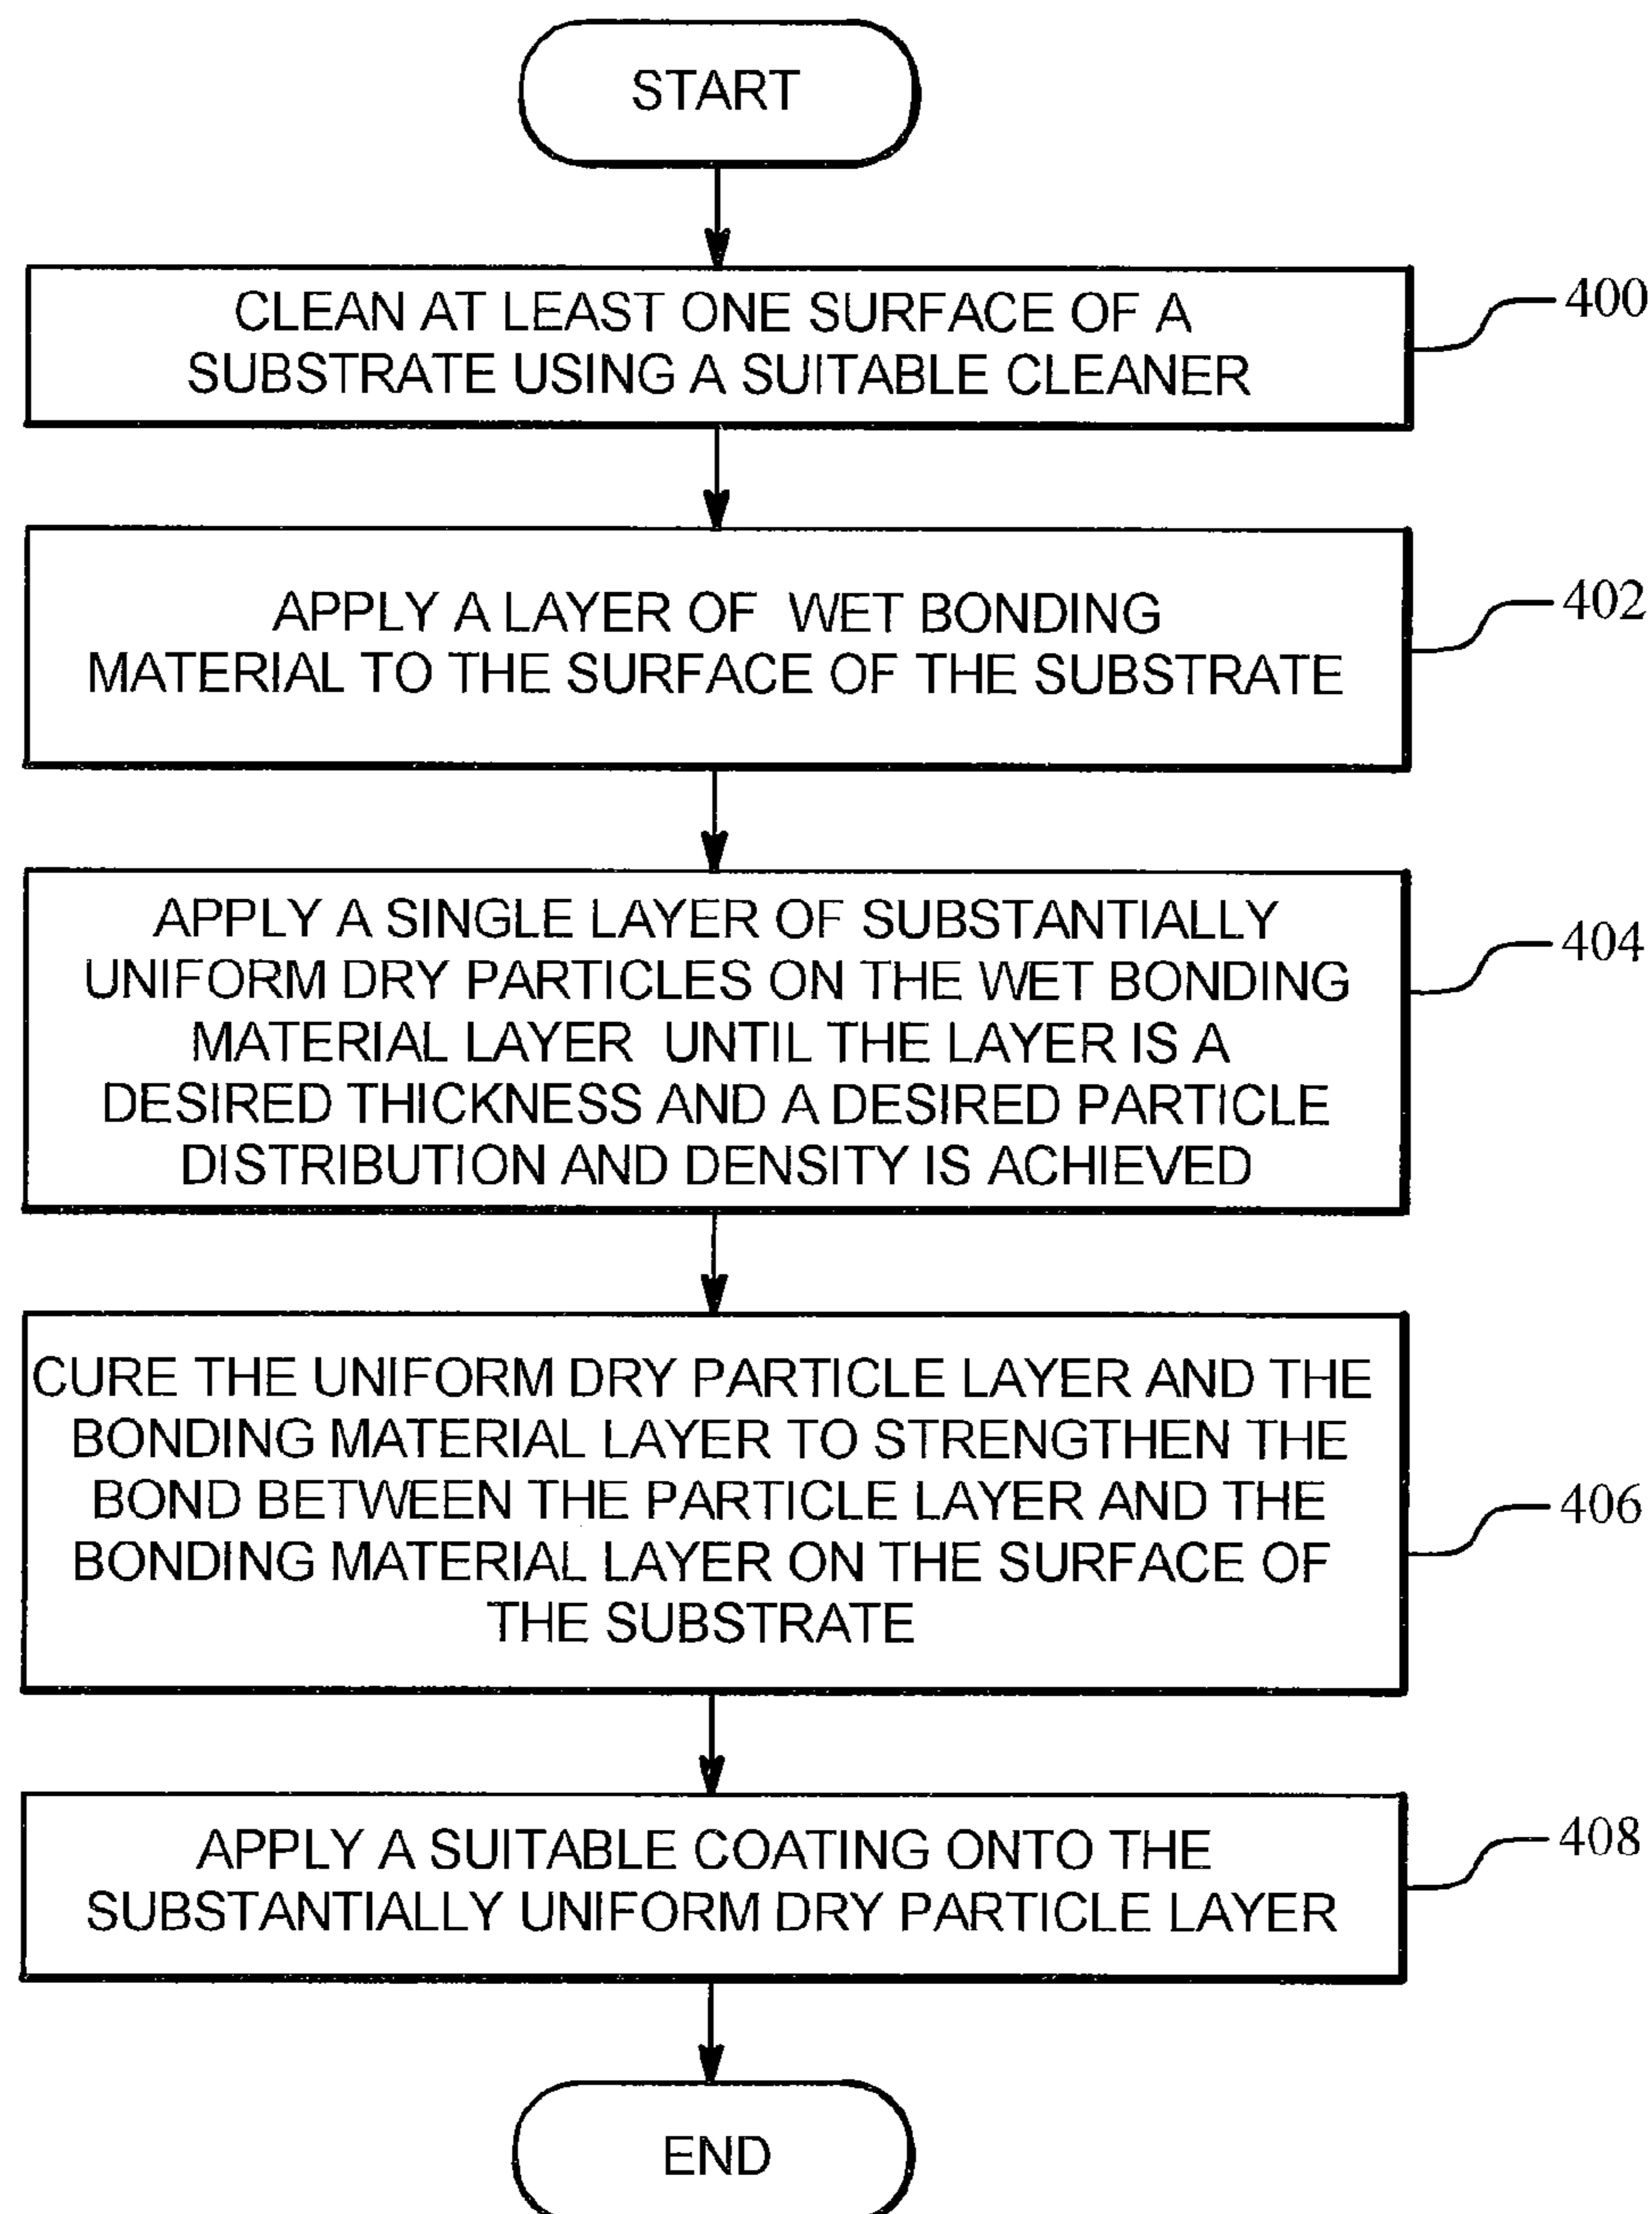 START
CLEAN AT LEAST ONE SURFACE OF A
SUBSTRATE USING A SUITABLE CLEANER
400
APPLY A LAYER OF WET BONDING
MATERIAL TO THE SURFACE OF THE SUBSTRATE
402
APPLY A SINGLE LAYER OF SUBSTANTIALLY
UNIFORM DRY PARTICLES ON THE WET BONDING
MATERIAL LAYER UNTIL THE LAYER IS A
DESIRED THICKNESS AND A DESIRED PARTICLE
DISTRIBUTION AND DENSITY IS ACHIEVED
404
CURE THE UNIFORM DRY PARTICLE LAYER AND THE
BONDING MATERIAL LAYER TO STRENGTHEN THE
BOND BETWEEN THE PARTICLE LAYER AND THE
BONDING MATERIAL LAYER ON THE SURFACE OF
THE SUBSTRATE
406
APPLY A SUITABLE COATING ONTO THE
SUBSTANTIALLY UNIFORM DRY PARTICLE LAYER
408
END